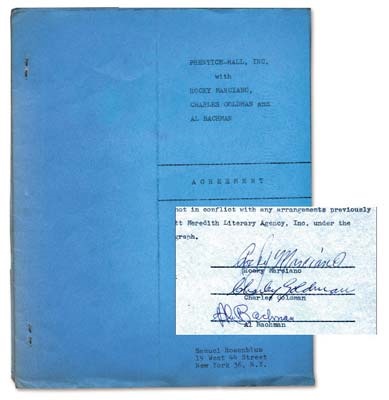 PRENTICE-HALL, INC.
with
ROCKY MARCIANO,
CHARLES GOLDMAN and
AL BACHMAN
AGREEMENT
not in conflict with any arrangements previously
tt Meredith Literary Agency, Inc. under the
graph.
Rocky Marciano
Rocky Marciano
Charley Goldman
Charles Goldman
Al Bachman
Al Bachman
Samuel Rosenblum
19 West 44 Street
New York 36, N.Y.